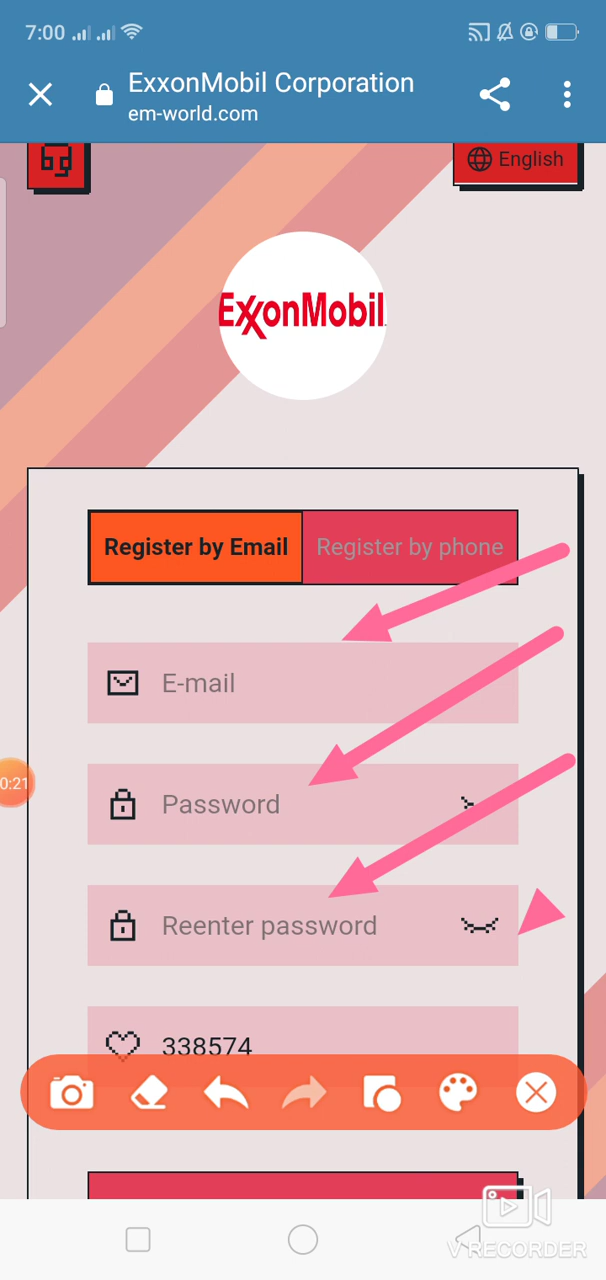 7:00
ExxonMobil Corporation
em-world.com
English
ExxonMobil
Register by Email
Register by phone
E-mail
0:21
Password
Reenter password
338574
V RECORDER